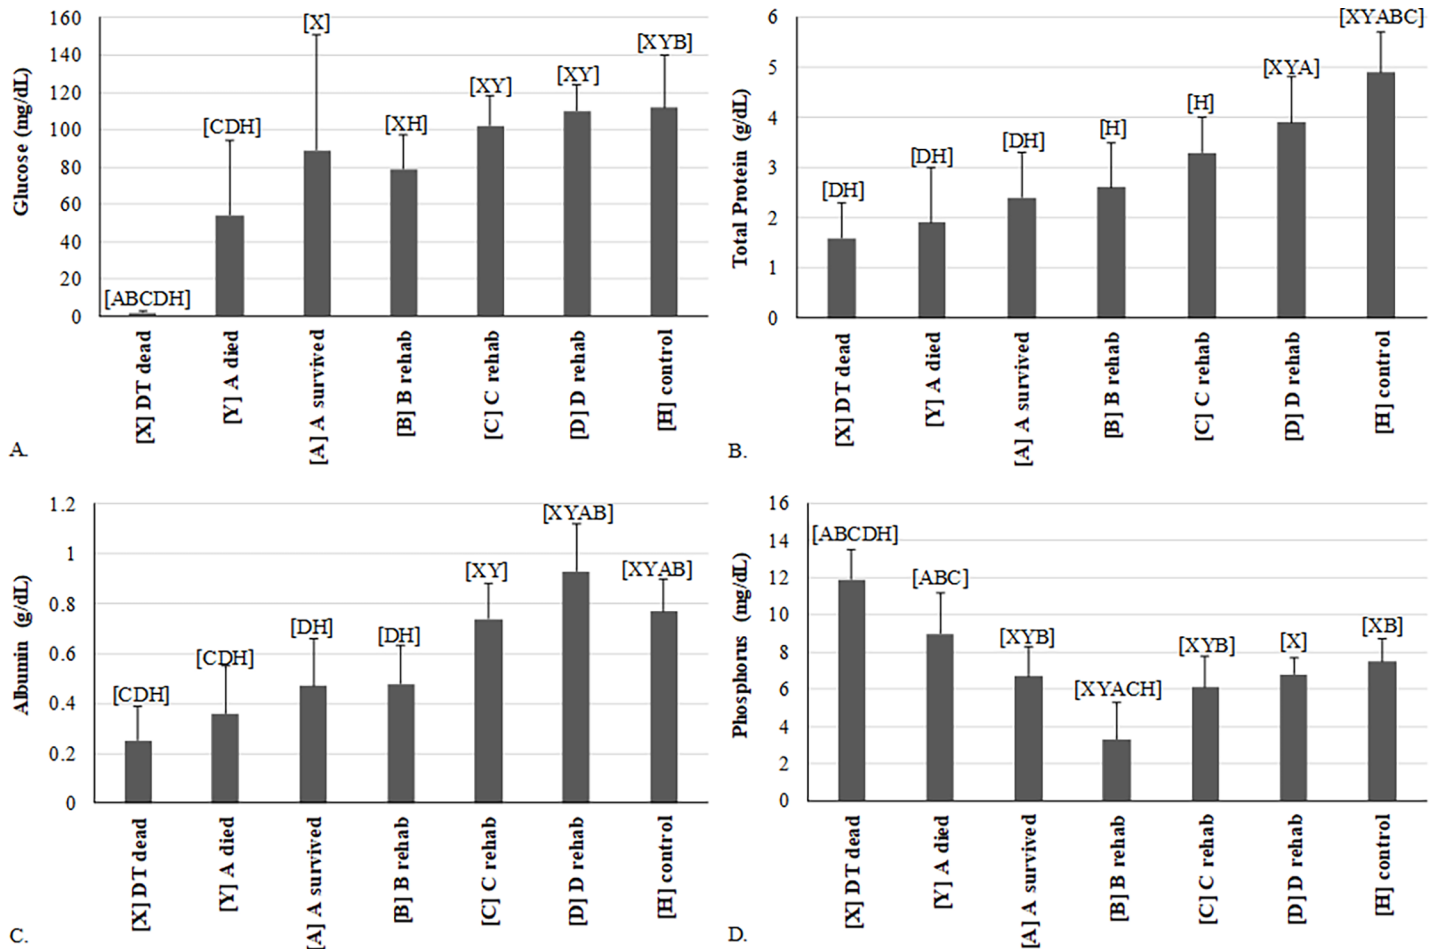 160
140
120
100
80
60
40
20
0
Glucose (mg/dL)
[ABCDH]
[CDH]
[X]
[XH]
[XY]
[XY]
[XYB]
[X] DT dead
[Y] A died
[A] A survived
[B] B rehab
[C] C rehab
[D] D rehab
[H] control
A.
6
5
4
3
2
1
0
Total Protein (g/dL)
[DH]
[DH]
[DH]
[H]
[H]
[XYA]
[XYABC]
[X] DT dead
[Y] A died
[A] A survived
[B] B rehab
[C] C rehab
[D] D rehab
[H] control
B.
1.2
1
0.8
0.6
0.4
0.2
0
Albumin (g/dL)
[CDH]
[CDH]
[DH]
[DH]
[XY]
[XYAB]
[XYAB]
[X] DT dead
[Y] A died
[A] A survived
[B] B rehab
[C] C rehab
[D] D rehab
[H] control
C.
16
14
12
10
8
6
4
2
0
Phosphorus (mg/dL)
[ABCDH]
[ABC]
[XYB]
[XYACH]
[XYB]
[X]
[XB]
[X] DT dead
[Y] A died
[A] A survived
[B] B rehab
[C] C rehab
[D] D rehab
[H] control
D.